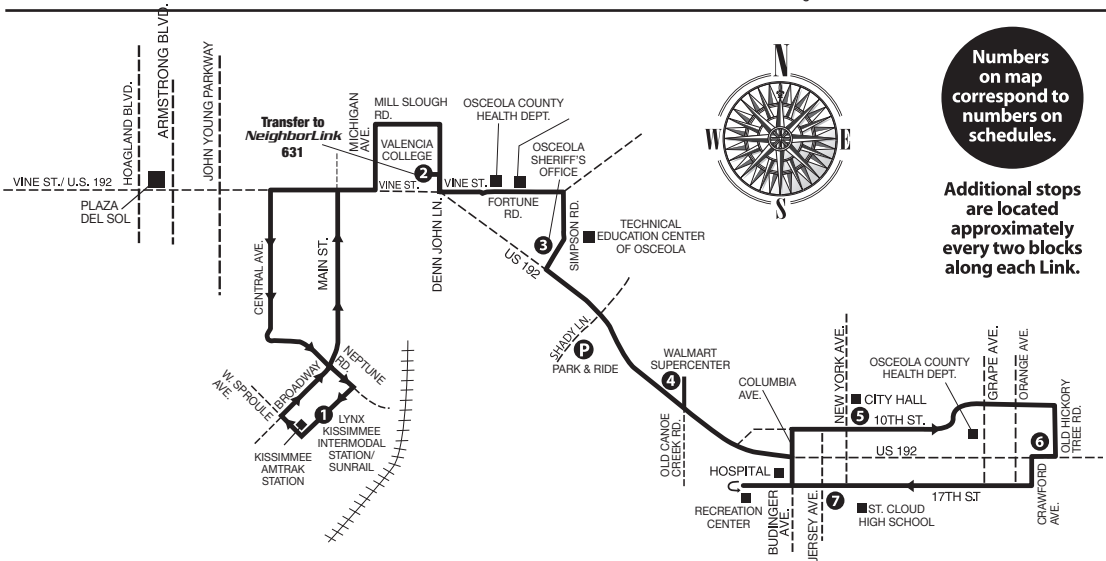 HOAGLAND BLVD.
ARMSTRONG BLVD.
JOHN YOUNG PARKWAY
VINE ST./ U.S. 192
PLAZA
DEL SOL
Transfer to
NeighborLink
631
MICHIGAN
AVE.
MILL SLOUGH
RD.
VALENCIA
COLLEGE
2
VINE ST.
VINE ST.
OSCEOLA COUNTY
HEALTH DEPT.
OSCEOLA
SHERIFF'S
OFFICE
FORTUNE
RD.
DENN JOHN LN.
3
US 192
SIMPSON RD.
TECHNICAL
EDUCATION CENTER
OF OSCEOLA
CENTRAL AVE.
MAIN ST.
W. SPROULE
AVE.
BROADWAY
NEPTUNE
RD.
1
LYNX
KISSIMMEE
INTERMODAL
STATION/
SUNRAIL
KISSIMMEE
AMTRAK
STATION
SHADY LN.
P
PARK & RIDE
WALMART
SUPERCENTER
4
OLD CANOE
CREEK RD.
COLUMBIA
AVE.
NEW YORK AVE.
CITY HALL
5
10TH ST.
OSCEOLA COUNTY
HEALTH DEPT.
GRAPE AVE.
ORANGE AVE.
OLD HICKORY
TREE RD.
6
US 192
CRAWFORD
AVE.
HOSPITAL
17TH S.T
RECREATION
CENTER
BUDINGER
AVE.
JERSEY AVE.
7
ST. CLOUD
HIGH SCHOOL
N
W
E
S
Numbers
on map
correspond to
numbers on
schedules.
Additional stops
are located
approximately
every two blocks
along each Link.